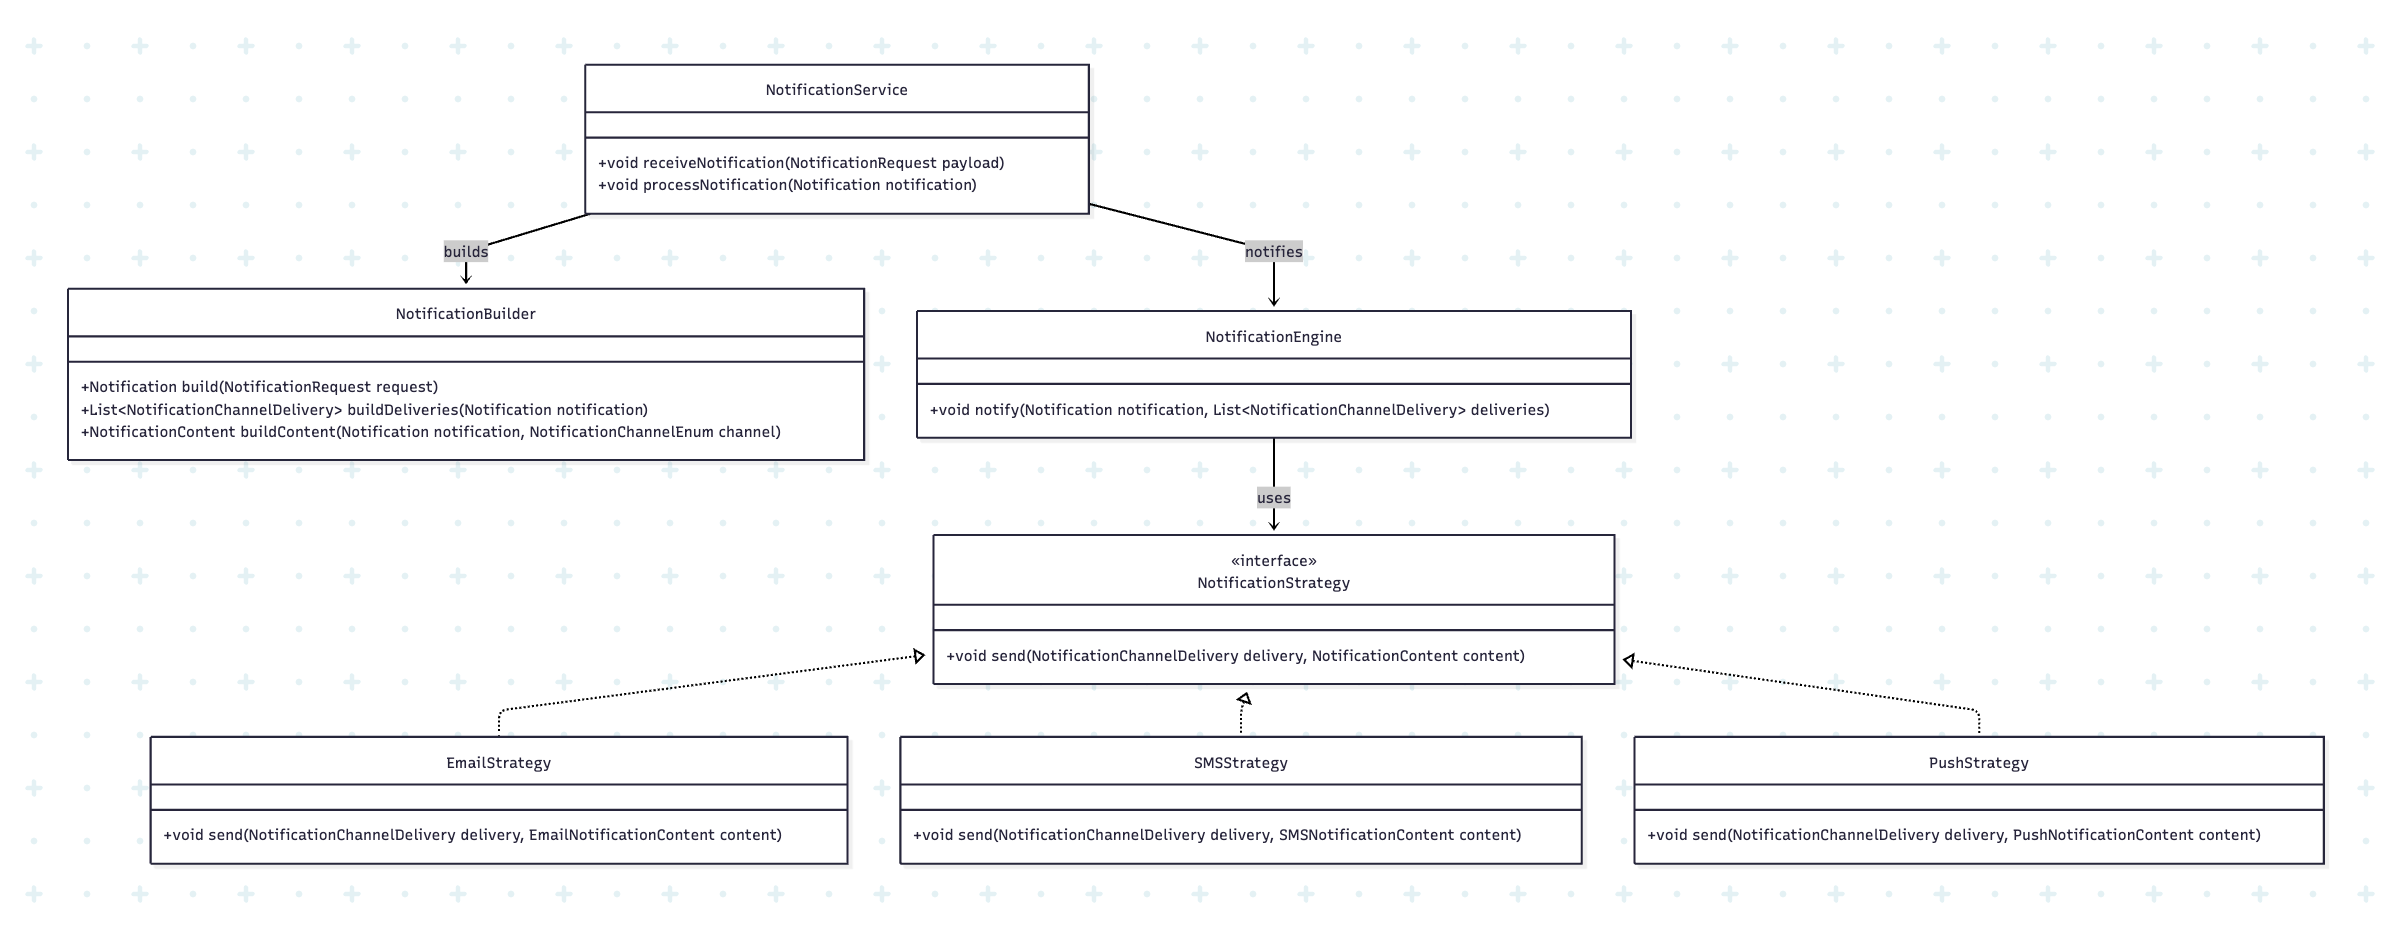 NotificationService
+void receiveNotification(NotificationRequest payload)
+void processNotification(Notification notification)
builds
notifies
NotificationBuilder
+Notification build(NotificationRequest request)
+List<NotificationChannelDelivery> buildDeliveries(Notification notification)
+NotificationContent buildContent(Notification notification, NotificationChannelEnum channel)
NotificationEngine
+void notify(Notification notification, List<NotificationChannelDelivery> deliveries)
uses
«interface»
NotificationStrategy
+void send(NotificationChannelDelivery delivery, NotificationContent content)
EmailStrategy
+void send(NotificationChannelDelivery delivery, EmailNotificationContent content)
SMSStrategy
+void send(NotificationChannelDelivery delivery, SMSNotificationContent content)
PushStrategy
+void send(NotificationChannelDelivery delivery, PushNotificationContent content)